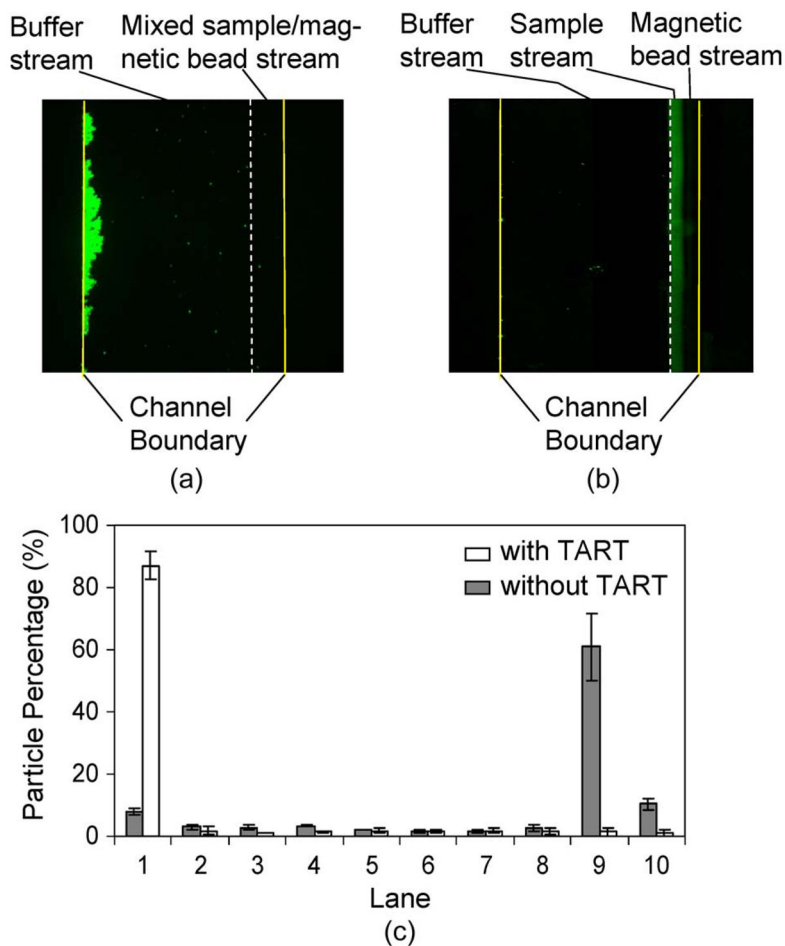 Buffer
stream
Mixed sample/mag-
netic bead stream
Channel
Boundary
(a)
Buffer
stream
Sample
stream
Magnetic
bead stream
Channel
Boundary
(b)
Particle Percentage (%)
100
80
60
40
20
0
with TART
without TART
1 2 3 4 5 6 7 8 9 10
Lane
(c)